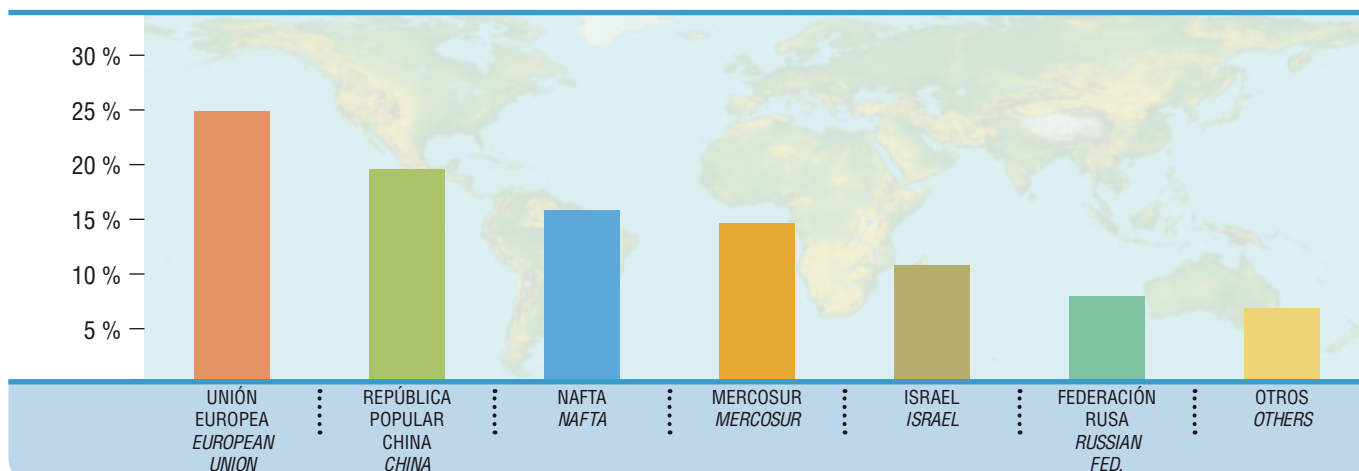 30 %
25 %
20 %
15 %
10 %
5 %
UNIÓN
EUROPEA
EUROPEAN
UNION
REPÚBLICA
POPULAR
CHINA
CHINA
NAFTA
NAFTA
MERCOSUR
MERCOSUR
ISRAEL
ISRAEL
FEDERACIÓN
RUSA
RUSSIAN
FED.
OTROS
OTHERS